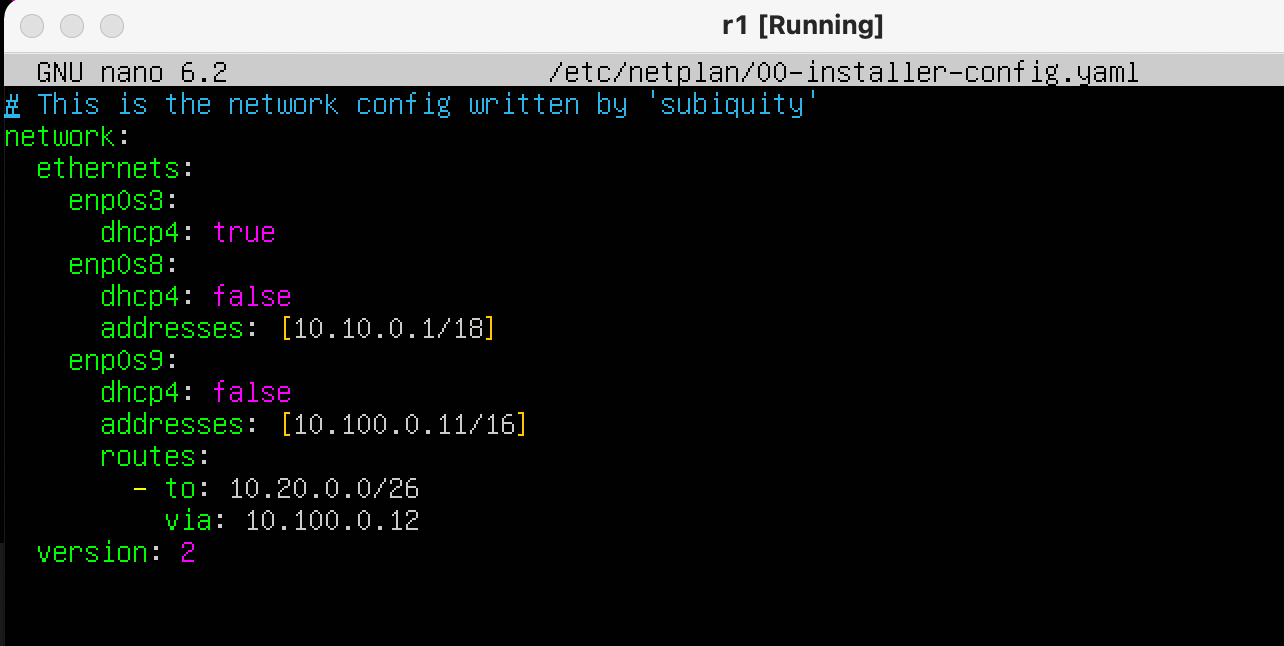 r1 [Running]
GNU nano 6.2 /etc/netplan/00-installer-config.yaml
# This is the network config written by 'subiquity'
network:
  ethernets:
    enp0s3:
      dhcp4: true
    enp0s8:
      dhcp4: false
      addresses: [10.10.0.1/18]
    enp0s9:
      dhcp4: false
      addresses: [10.100.0.11/16]
      routes:
        - to: 10.20.0.0/26
          via: 10.100.0.12
  version: 2